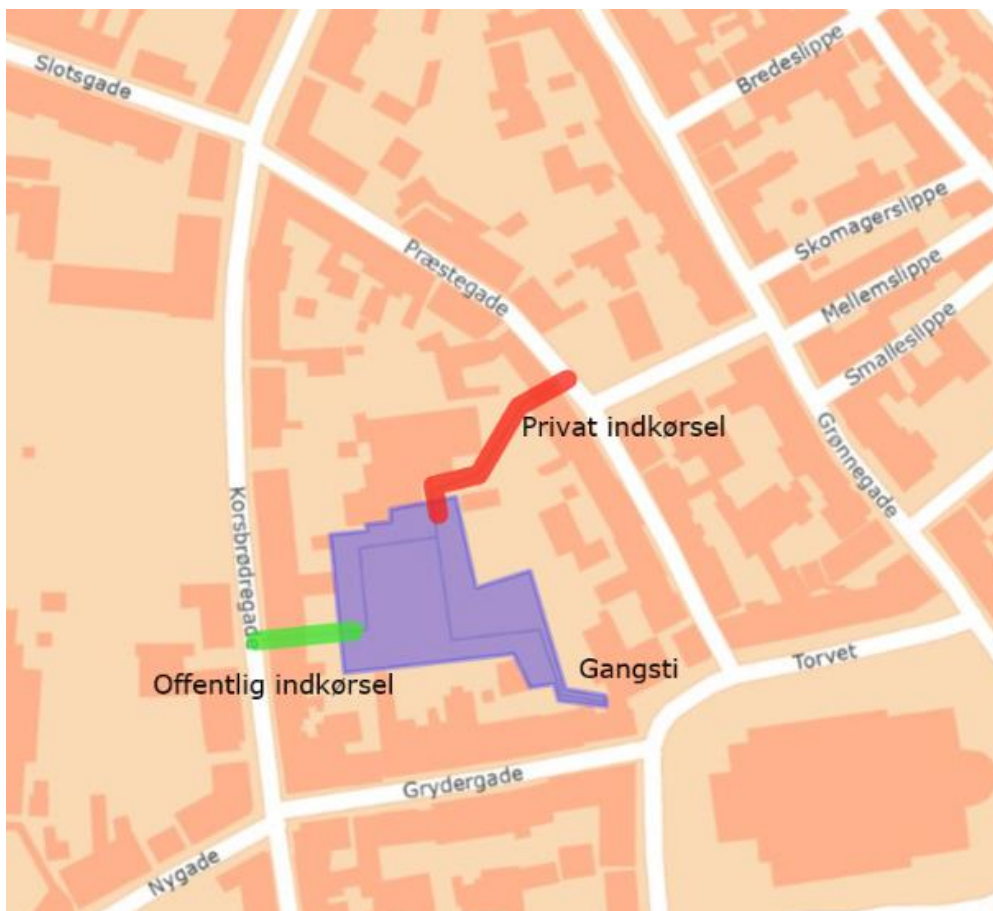 Slotsgade
Bredeslippe
Skomagerslippe
Præstegade
Mellemslippe
Smalleslippe
Privat indkørsel
Grønnegade
Korsbrødregade
Torvet
Gangsti
Offentlig indkørsel
Grydergade
Nygade